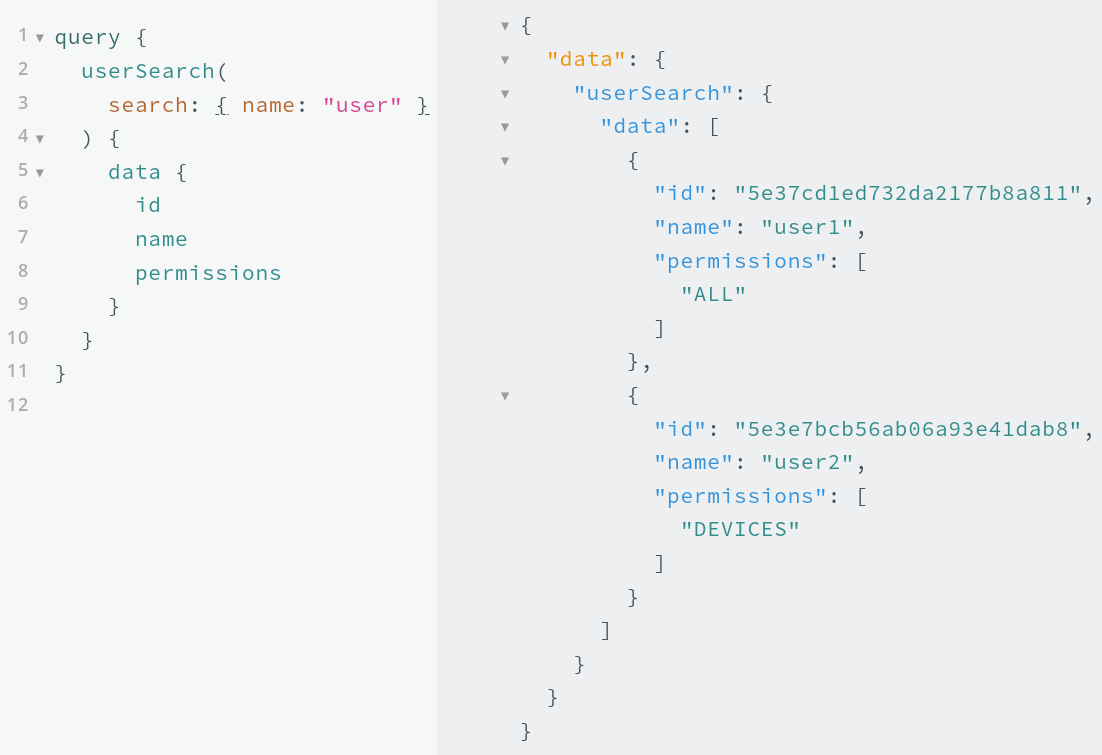 1 query {
2 userSearch(
3 search: { name: "user" }
4 ) {
5 data {
6 id
7 name
8 permissions
9 }
10 }
11 }
12
{
"data": {
"userSearch": {
"data": [
{
"id": "5e37cd1ed732da2177b8a811",
"name": "user1",
"permissions": [
"ALL"
]
},
{
"id": "5e3e7bcb56ab06a93e41dab8",
"name": "user2",
"permissions": [
"DEVICES"
]
}
]
}
}
}